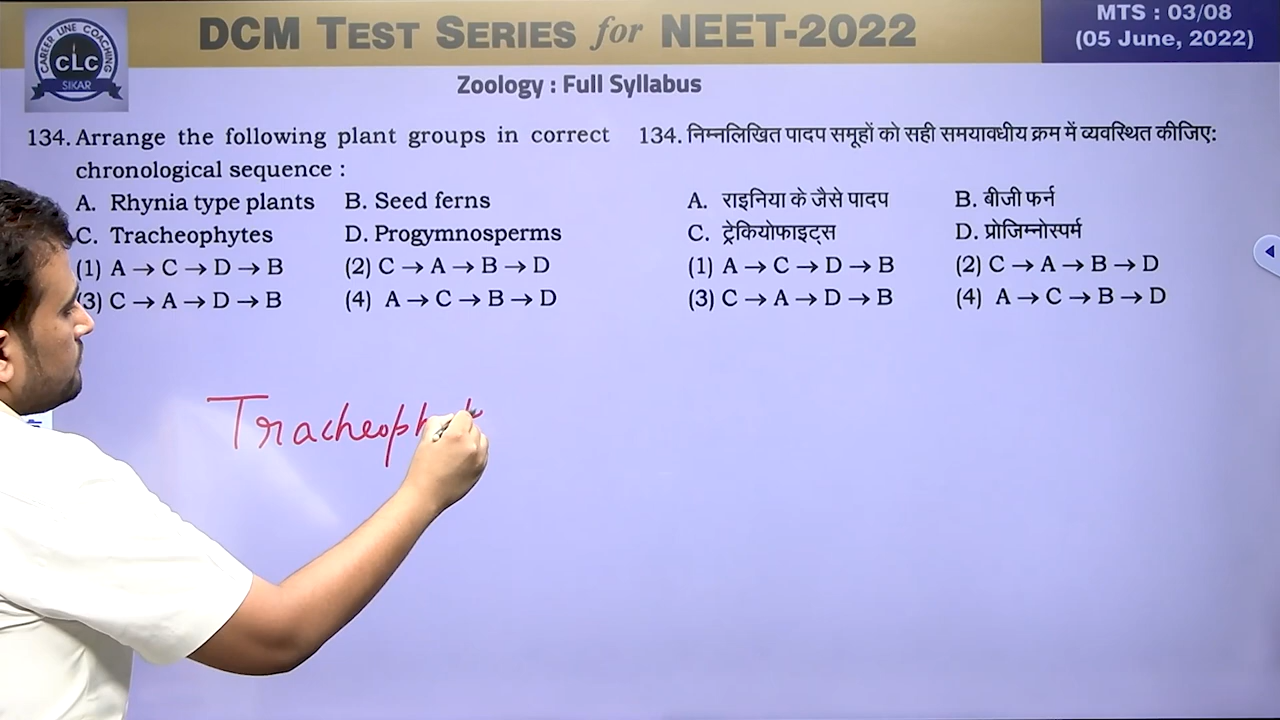 DCM TEST SERIES for NEET-2022
MTS : 03/08
(05 June, 2022)
CAREER LINE COACHING
CLC
SIKAR
Zoology : Full Syllabus
134. Arrange the following plant groups in correct
chronological sequence :
A. Rhynia type plants B. Seed ferns
C. Tracheophytes D. Progymnosperms
(1) A → C → D → B (2) C → A → B → D
(3) C → A → D → B (4) A → C → B → D
134. निम्नलिखित पादप समूहों को सही समयावधीय क्रम में व्यवस्थित कीजिए:
A. राइनिया के जैसे पादप B. बीजी फर्न
C. ट्रेकियोफाइट्स D. प्रोजिम्नोस्पर्म
(1) A → C → D → B (2) C → A → B → D
(3) C → A → D → B (4) A → C → B → D